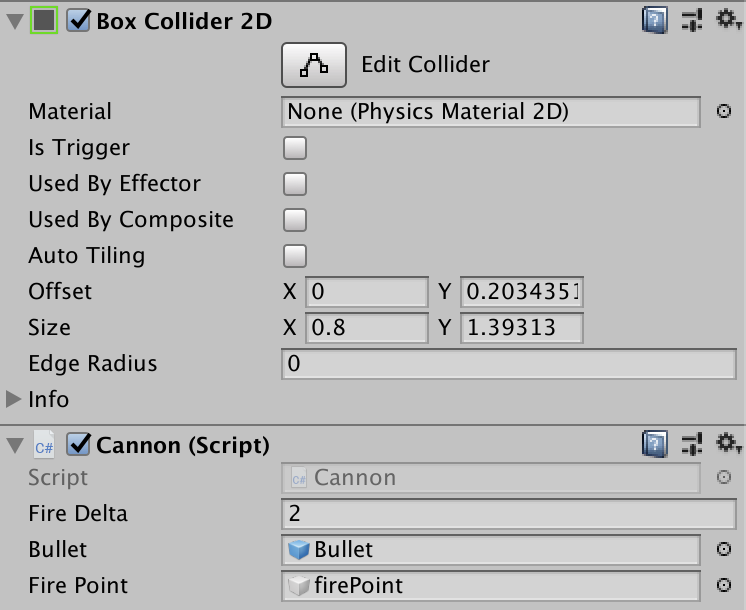 Box Collider 2D
Edit Collider
Material None (Physics Material 2D)
Is Trigger
Used By Effector
Used By Composite
Auto Tiling
Offset X 0 Y 0.2034351
Size X 0.8 Y 1.39313
Edge Radius 0
Info
C# Cannon (Script)
Script c# Cannon
Fire Delta 2
Bullet Bullet
Fire Point firePoint